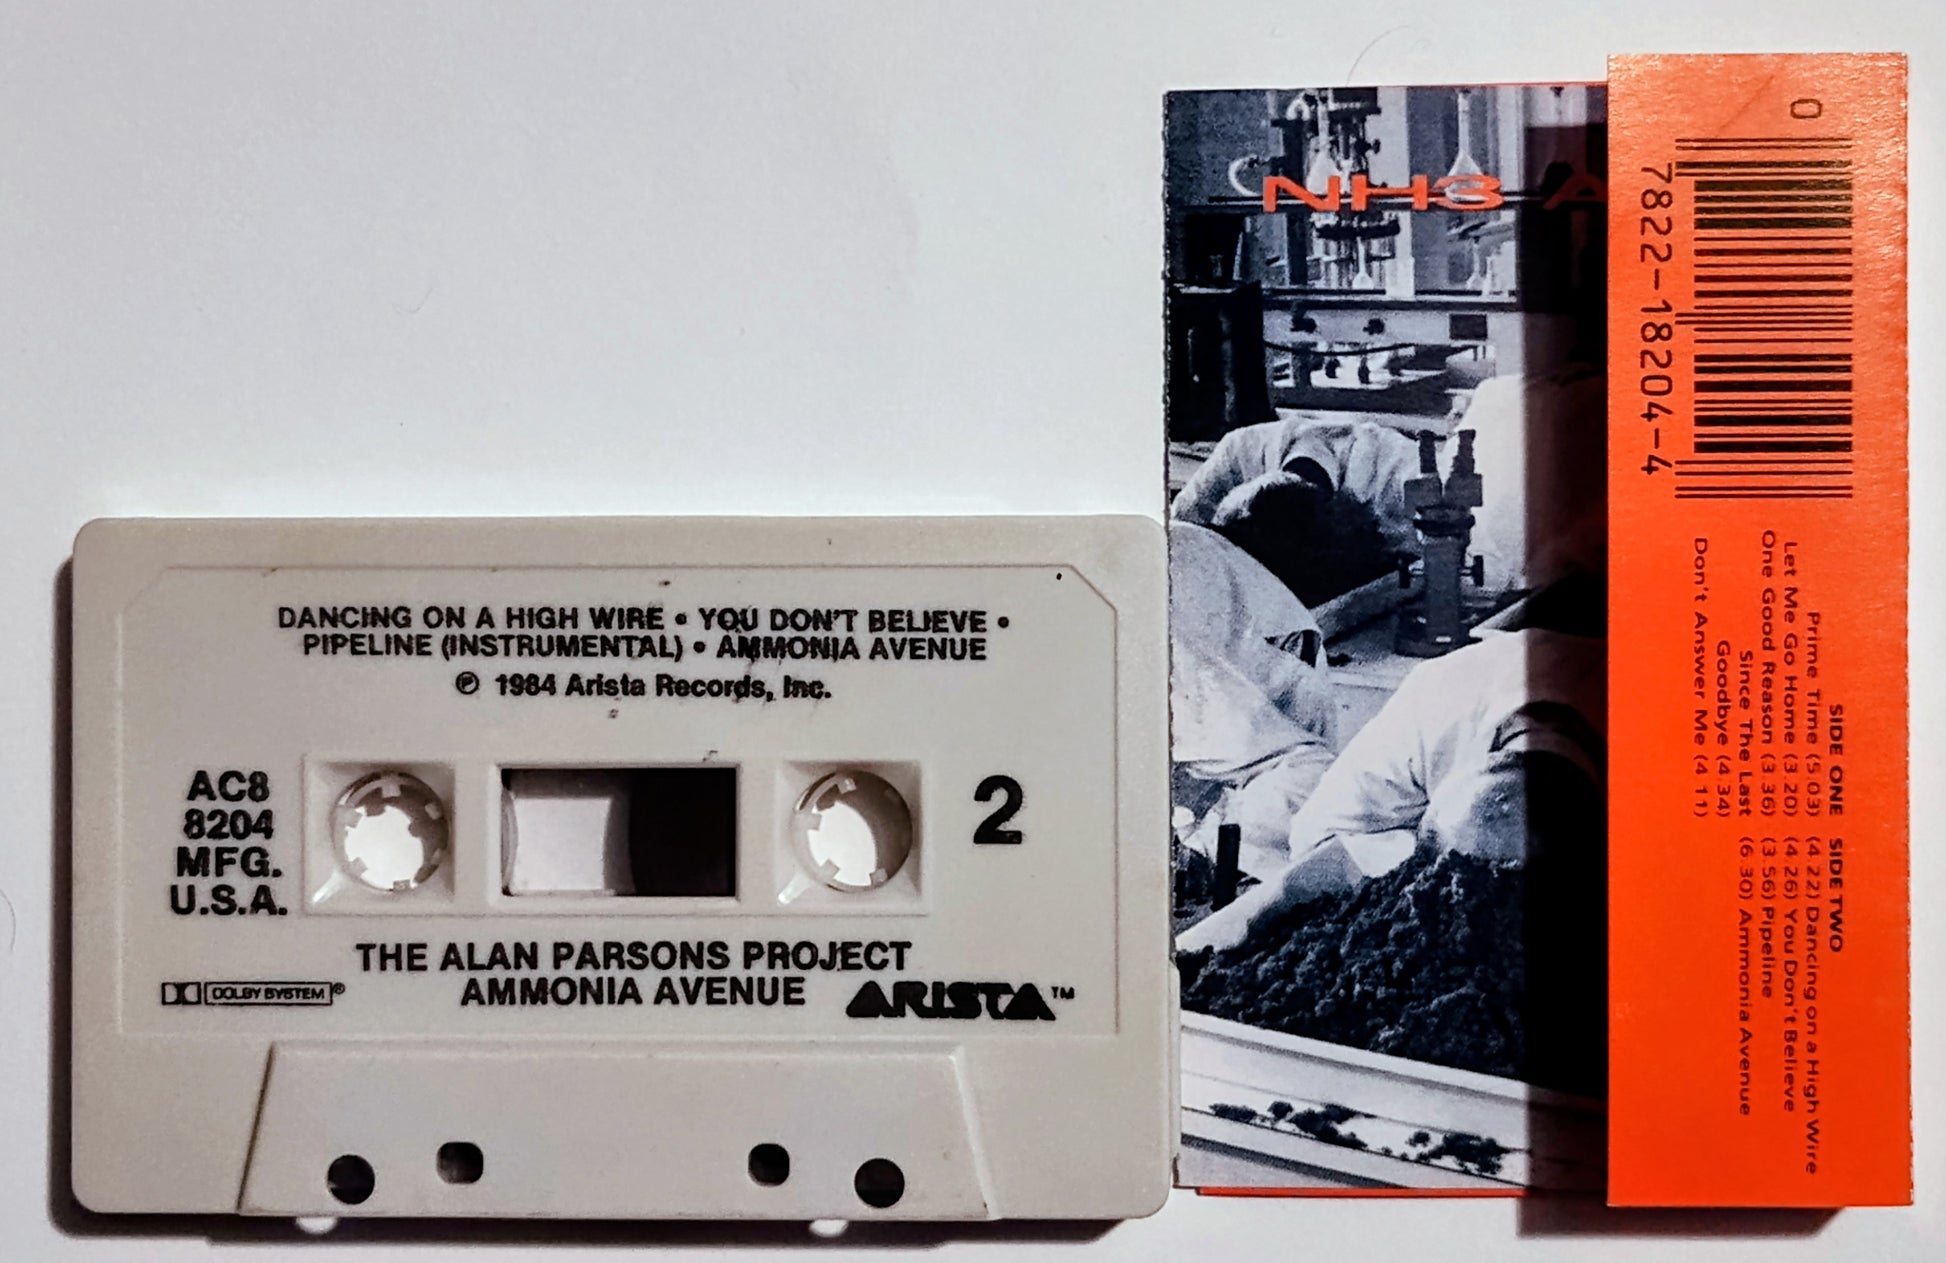 DANCING ON A HIGH WIRE • YOU DON'T BELIEVE •
PIPELINE (INSTRUMENTAL) • AMMONIA AVENUE
℗ 1984 Arista Records, Inc.
AC8
8204
MFG.
U.S.A.
2
THE ALAN PARSONS PROJECT
AMMONIA AVENUE
DOLBY SYSTEM®
ARISTA™
NH3 A
0
7822-18204-4
SIDE ONE SIDE TWO
Prime Time (5 03) (4 22) Dancing on a High Wire
Let Me Go Home (3 20) (4 26) You Don't Believe
One Good Reason (3 36) (3 56) Pipeline
Since The Last (6 30) Ammonia Avenue
Goodbye (4 34)
Don't Answer Me (4 11)